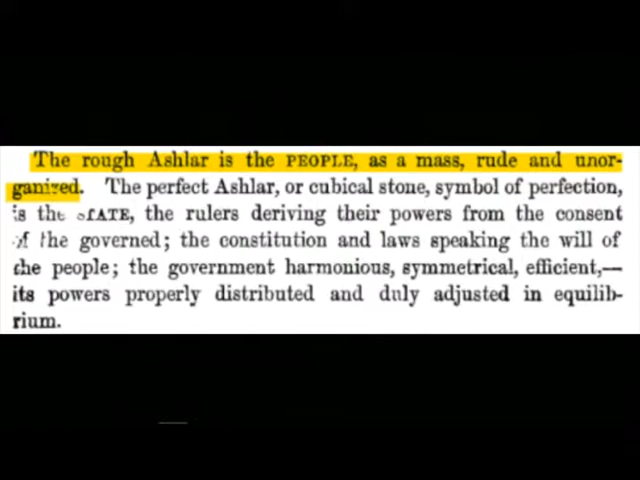 The rough Ashlar is the PEOPLE, as a mass, rude and unor-
ganized. The perfect Ashlar, or cubical stone, symbol of perfection,
is the STATE, the rulers deriving their powers from the consent
of the governed; the constitution and laws speaking the will of
the people; the government harmonious, symmetrical, efficient,—
its powers properly distributed and duly adjusted in equilib-
rium.